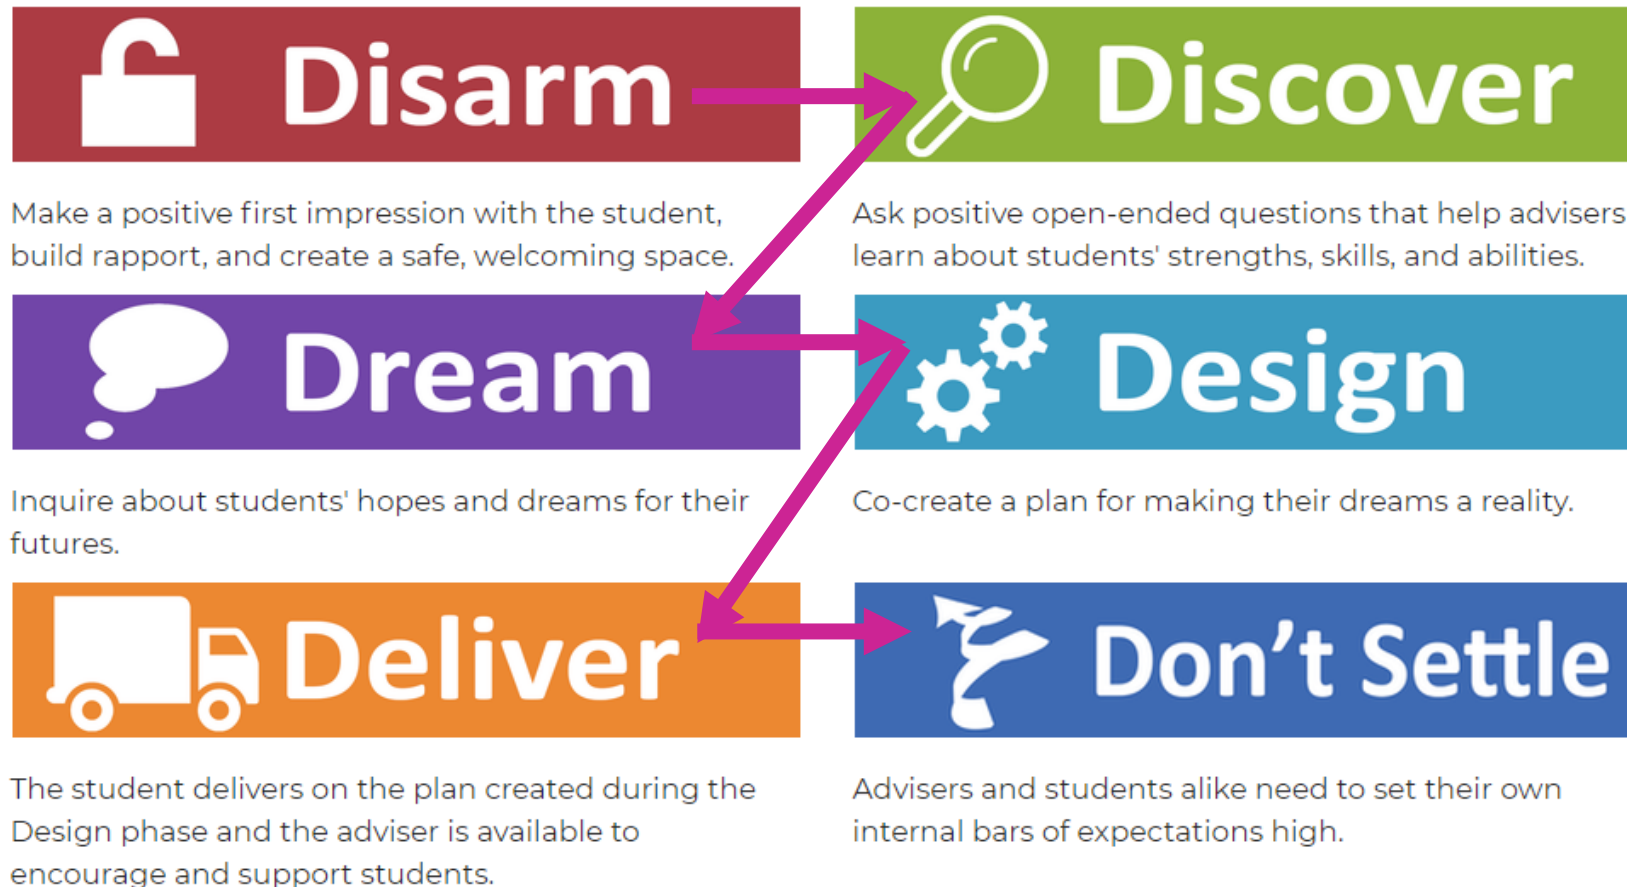 Disarm
Make a positive first impression with the student,
build rapport, and create a safe, welcoming space.
Discover
Ask positive open-ended questions that help advisers
learn about students' strengths, skills, and abilities.
Dream
Inquire about students' hopes and dreams for their
futures.
Design
Co-create a plan for making their dreams a reality.
Deliver
The student delivers on the plan created during the
Design phase and the adviser is available to
encourage and support students.
Don’t Settle
Advisers and students alike need to set their own
internal bars of expectations high.